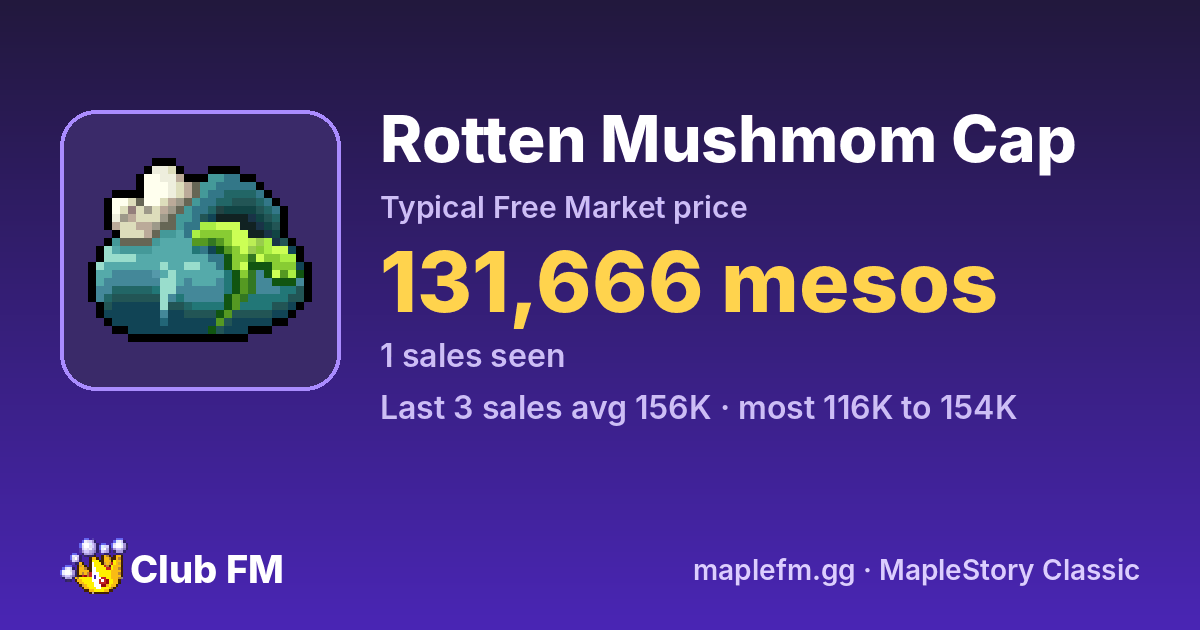 Rotten Mushmom Cap
Typical Free Market price
131,666 mesos
1 sales seen
Last 3 sales avg 156K · most 116K to 154K
Club FM
maplefm.gg · MapleStory Classic